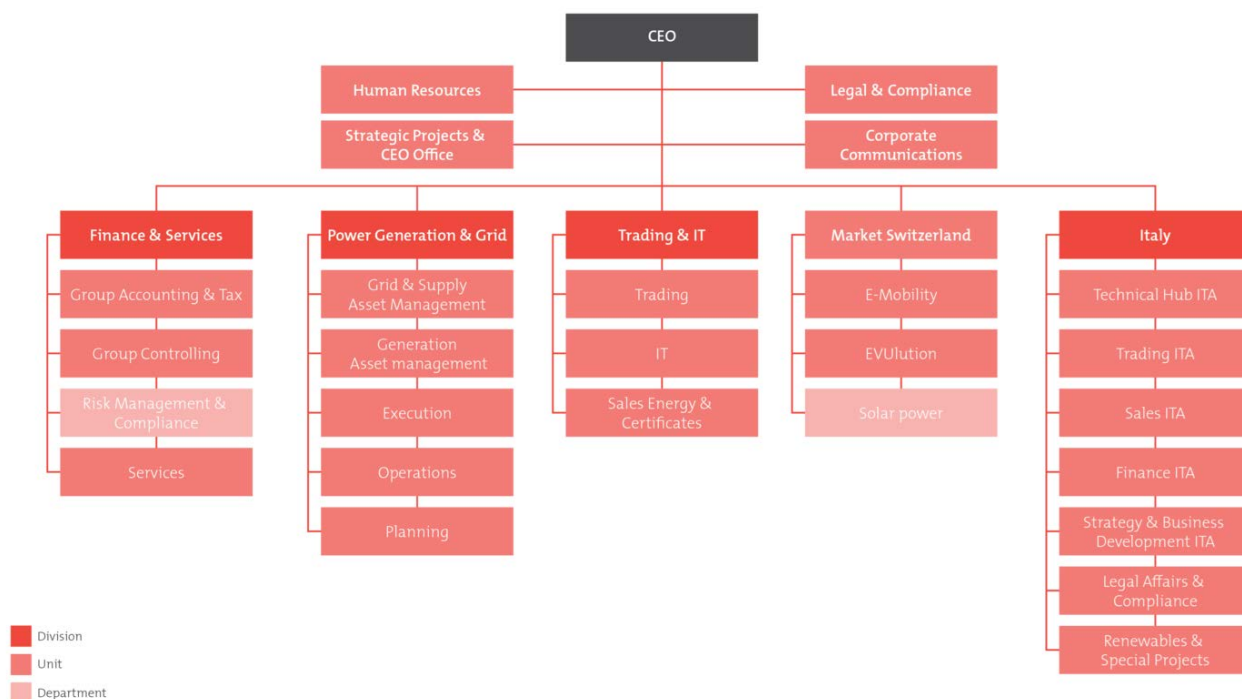 CEO
Human Resources
Legal & Compliance
Strategic Projects &
CEO Office
Corporate
Communications
Finance & Services
Group Accounting & Tax
Group Controlling
Risk Management &
Compliance
Services
Power Generation & Grid
Grid & Supply
Asset Management
Generation
Asset management
Execution
Operations
Planning
Trading & IT
Trading
IT
Sales Energy &
Certificates
Market Switzerland
E-Mobility
EVUlution
Solar power
Italy
Technical Hub ITA
Trading ITA
Sales ITA
Finance ITA
Strategy & Business
Development ITA
Legal Affairs &
Compliance
Renewables &
Special Projects
Division
Unit
Department